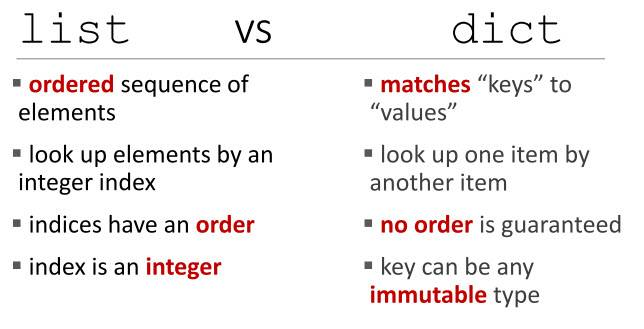 list vs dict
▪ ordered sequence of
elements
▪ look up elements by an
integer index
▪ indices have an order
▪ index is an integer
▪ matches “keys” to
“values”
▪ look up one item by
another item
▪ no order is guaranteed
▪ key can be any
immutable type